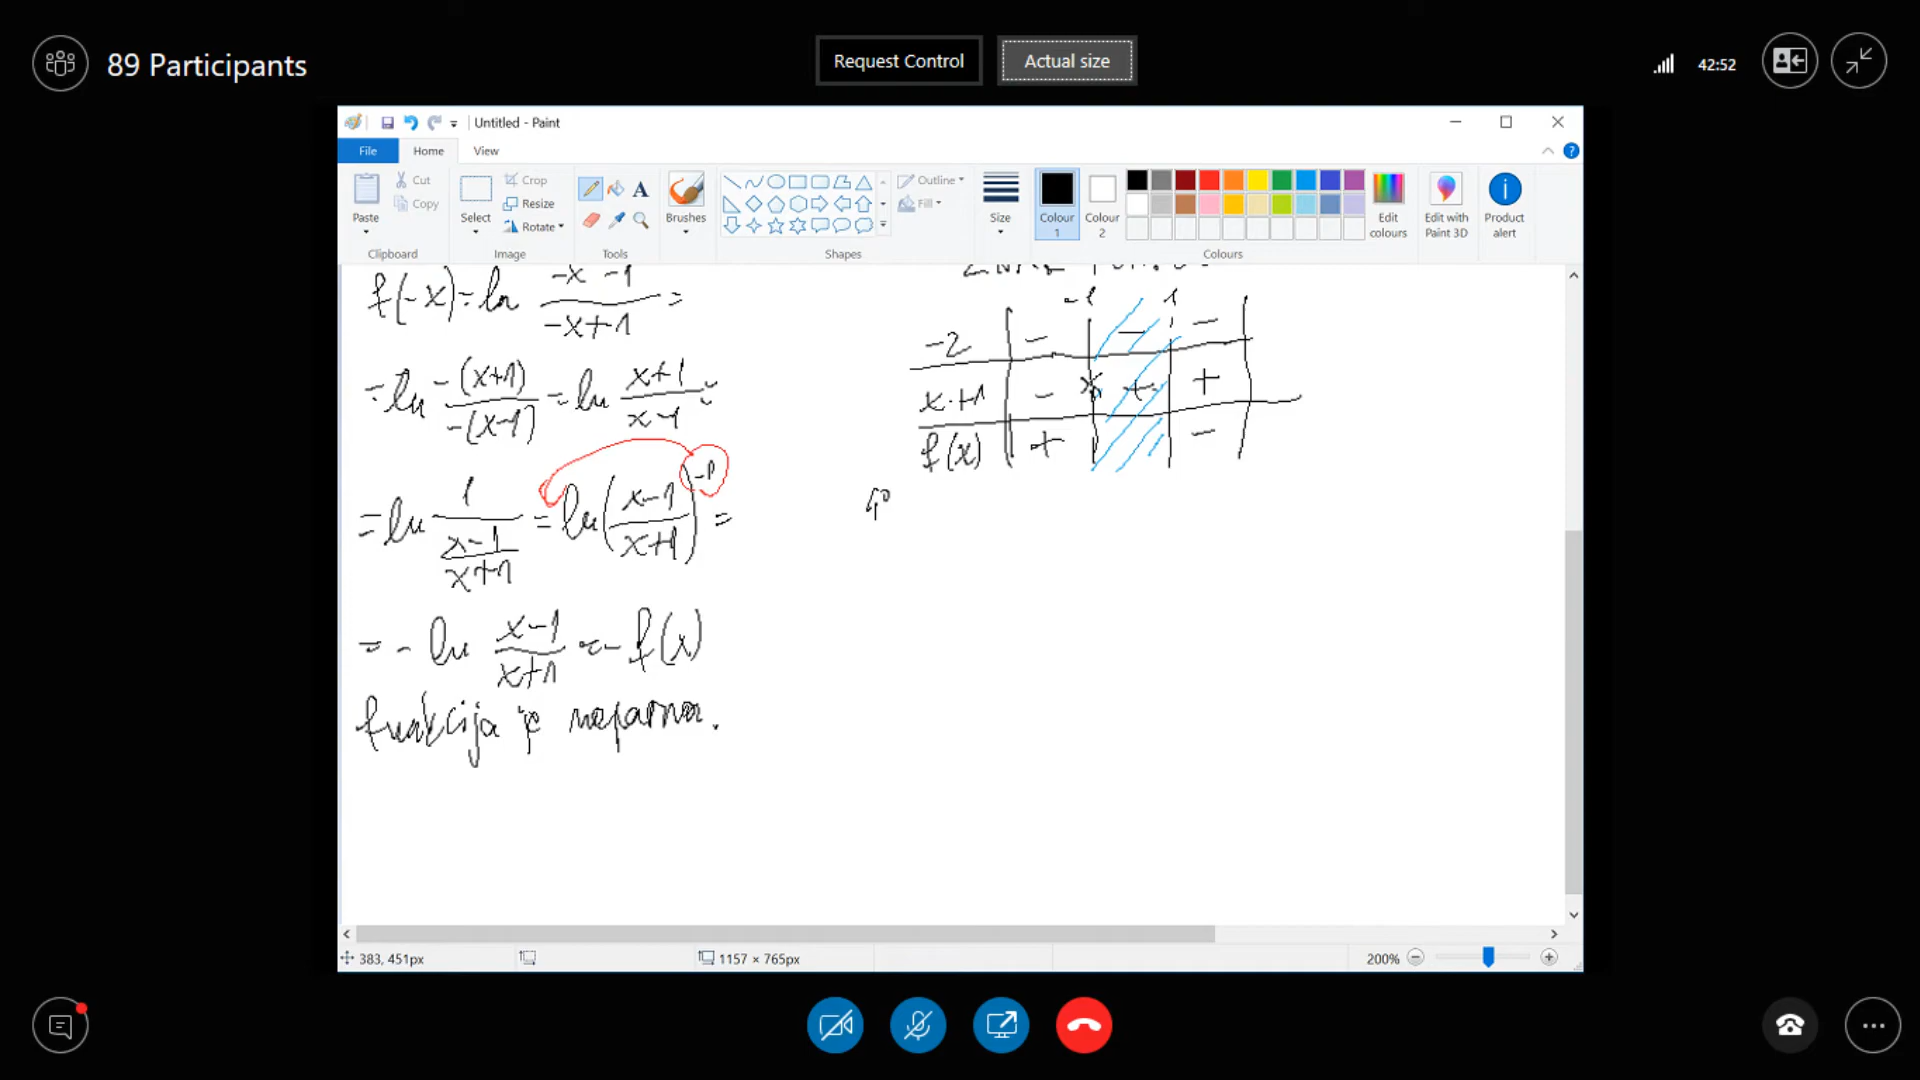 89 Participants
Request Control
Actual size
42:52
Untitled - Paint
File Home View
Paste
Cut
Copy
Clipboard
Select
Crop
Resize
Rotate
Image
Tools
Brushes
Shapes
Outline
Fill
Size
Colour 1
Colour 2
Edit colours
Colours
Edit with Paint 3D
Product alert
f(-x)=ln (-x-1)/(-x+1) =
=ln -(x+1)/-(x-1) = ln (x+1)/(x-1) =
=ln 1/((x-1)/(x+1)) = ln((x-1)/(x+1))^-1 =
= - ln (x-1)/(x+1) = - f(x)
funkcija je neparna.
-1 1
-2 | - | - | - |
x+1 | - | + | + |
f(x) | + | | - |
383, 451px
1157 × 765px
200%